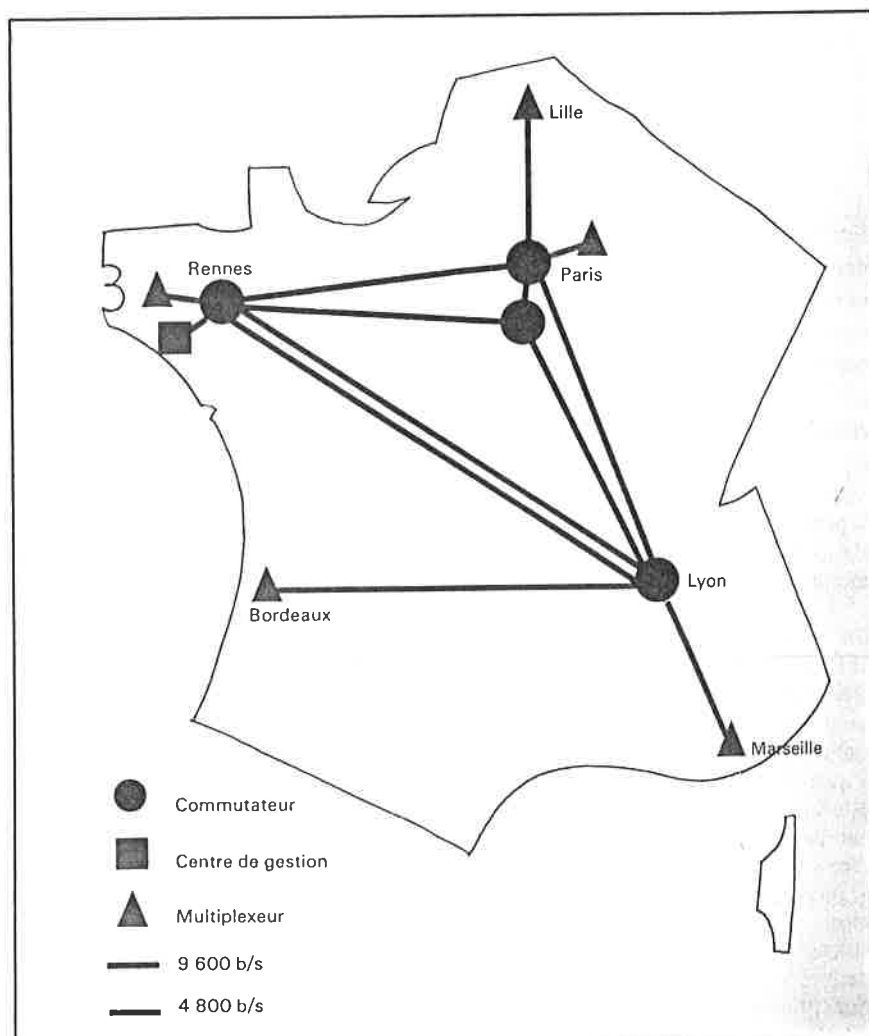 Lille
Rennes
Paris
Bordeaux
Lyon
Marseille
Commutateur
Centre de gestion
Multiplexeur
9 600 b/s
4 800 b/s